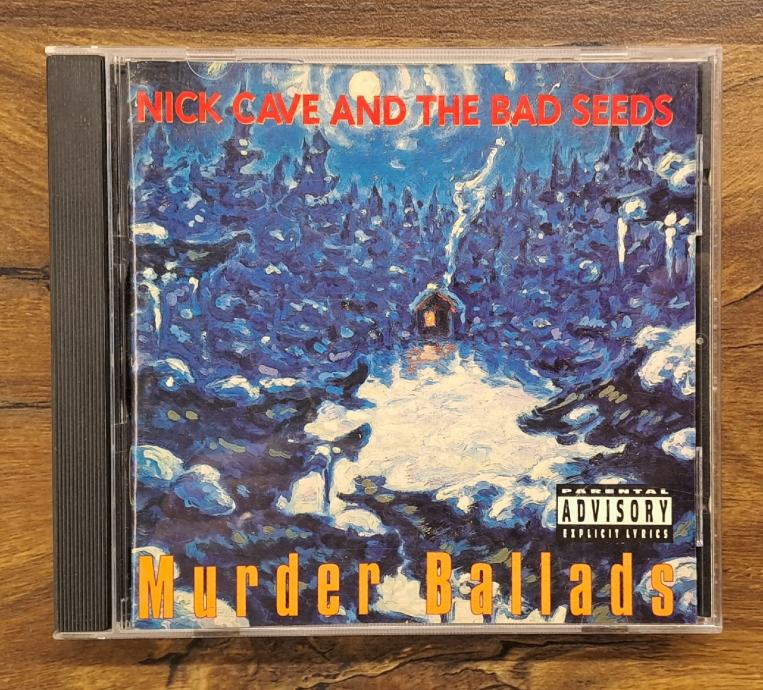 NICK CAVE AND THE BAD SEEDS
PARENTAL
ADVISORY
EXPLICIT LYRICS
Murder Ballads